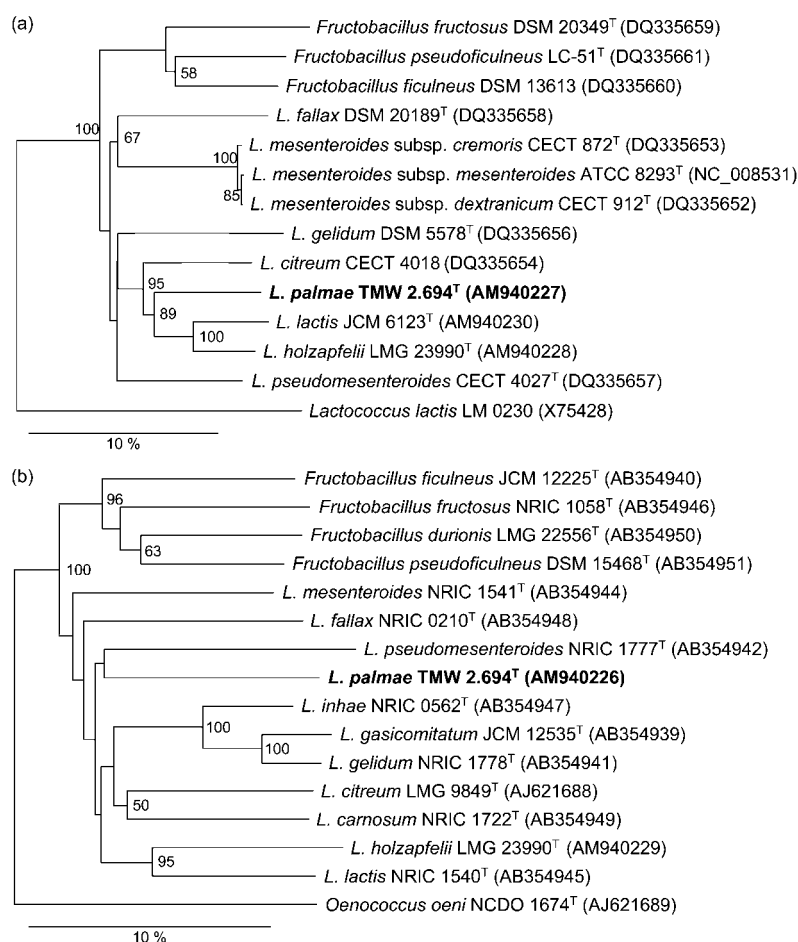 (a)
Fructobacillus fructosus DSM 20349ᵀ (DQ335659)
Fructobacillus pseudoficulneus LC-51ᵀ (DQ335661)
58
Fructobacillus ficulneus DSM 13613 (DQ335660)
L. fallax DSM 20189ᵀ (DQ335658)
100
67
L. mesenteroides subsp. cremoris CECT 872ᵀ (DQ335653)
100
L. mesenteroides subsp. mesenteroides ATCC 8293ᵀ (NC_008531)
85
L. mesenteroides subsp. dextranicum CECT 912ᵀ (DQ335652)
L. gelidum DSM 5578ᵀ (DQ335656)
L. citreum CECT 4018 (DQ335654)
95
L. palmae TMW 2.694ᵀ (AM940227)
89
L. lactis JCM 6123ᵀ (AM940230)
100
L. holzapfelii LMG 23990ᵀ (AM940228)
L. pseudomesenteroides CECT 4027ᵀ (DQ335657)
Lactococcus lactis LM 0230 (X75428)
10 %
(b)
Fructobacillus ficulneus JCM 12225ᵀ (AB354940)
96
Fructobacillus fructosus NRIC 1058ᵀ (AB354946)
Fructobacillus durionis LMG 22556ᵀ (AB354950)
63
Fructobacillus pseudoficulneus DSM 15468ᵀ (AB354951)
100
L. mesenteroides NRIC 1541ᵀ (AB354944)
L. fallax NRIC 0210ᵀ (AB354948)
L. pseudomesenteroides NRIC 1777ᵀ (AB354942)
L. palmae TMW 2.694ᵀ (AM940226)
L. inhae NRIC 0562ᵀ (AB354947)
100
L. gasicomitatum JCM 12535ᵀ (AB354939)
100
L. gelidum NRIC 1778ᵀ (AB354941)
L. citreum LMG 9849ᵀ (AJ621688)
50
L. carnosum NRIC 1722ᵀ (AB354949)
L. holzapfelii LMG 23990ᵀ (AM940229)
95
L. lactis NRIC 1540ᵀ (AB354945)
Oenococcus oeni NCDO 1674ᵀ (AJ621689)
10 %